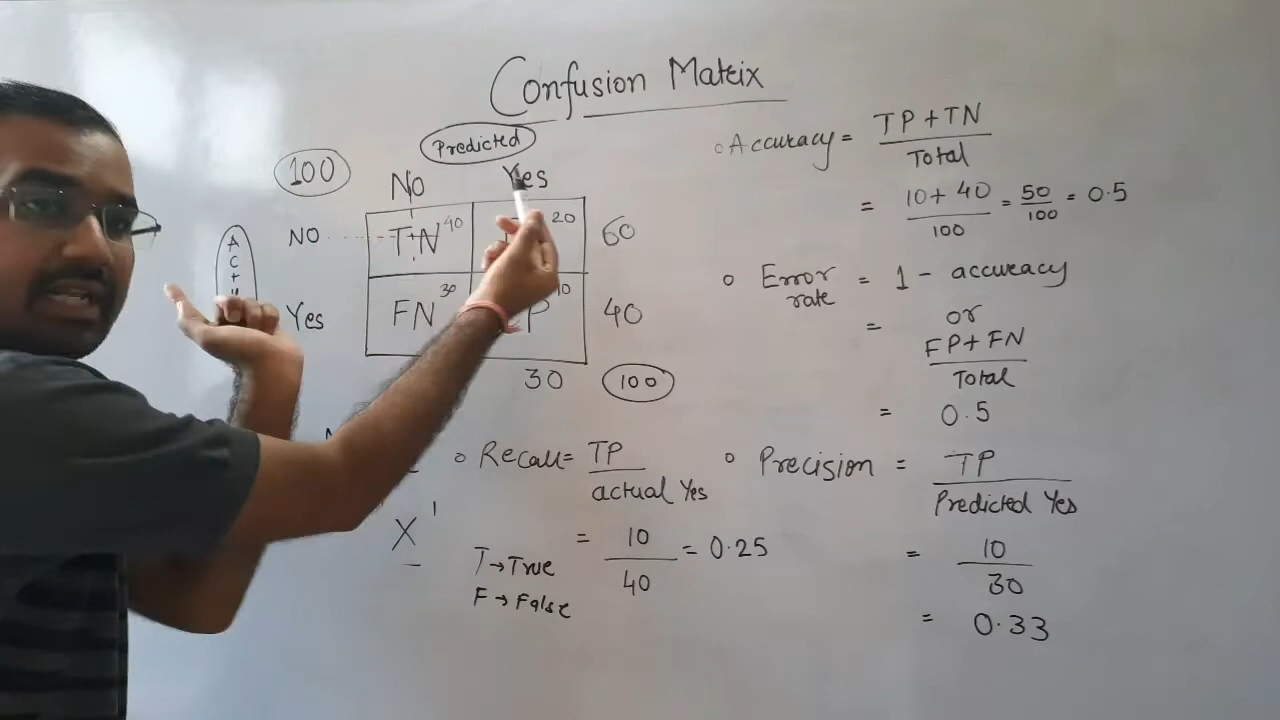 Confusion Matrix
Predicted
100
No Yes
NO TN 40 20 60
Yes FN 30 P 10 40
30 100
Accuracy = TP + TN
Total
= 10 + 40 = 50 = 0.5
100 100
Error rate = 1 - accuracy
or
= FP + FN
Total
= 0.5
Recall = TP
actual Yes
= 10 = 0.25
40
T → True
F → False
X'
Precision = TP
Predicted Yes
= 10
30
= 0.33